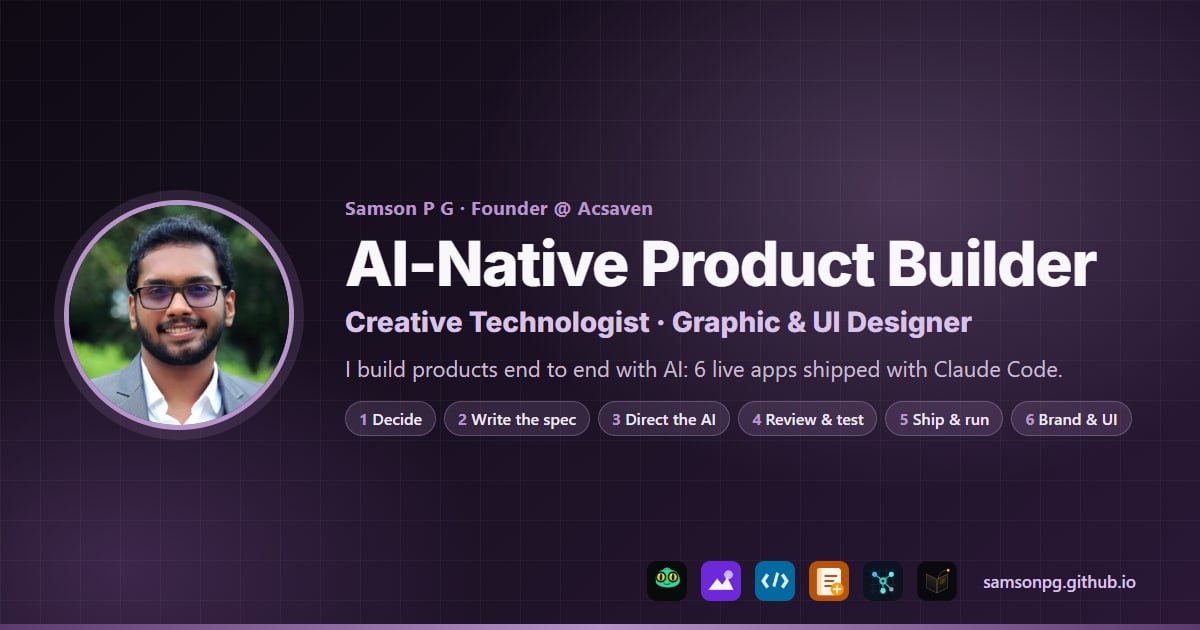 Samson P G · Founder @ Acsaven
AI-Native Product Builder
Creative Technologist · Graphic & UI Designer
I build products end to end with AI: 6 live apps shipped with Claude Code.
1 Decide 2 Write the spec 3 Direct the AI 4 Review & test 5 Ship & run 6 Brand & UI
samsonpg.github.io